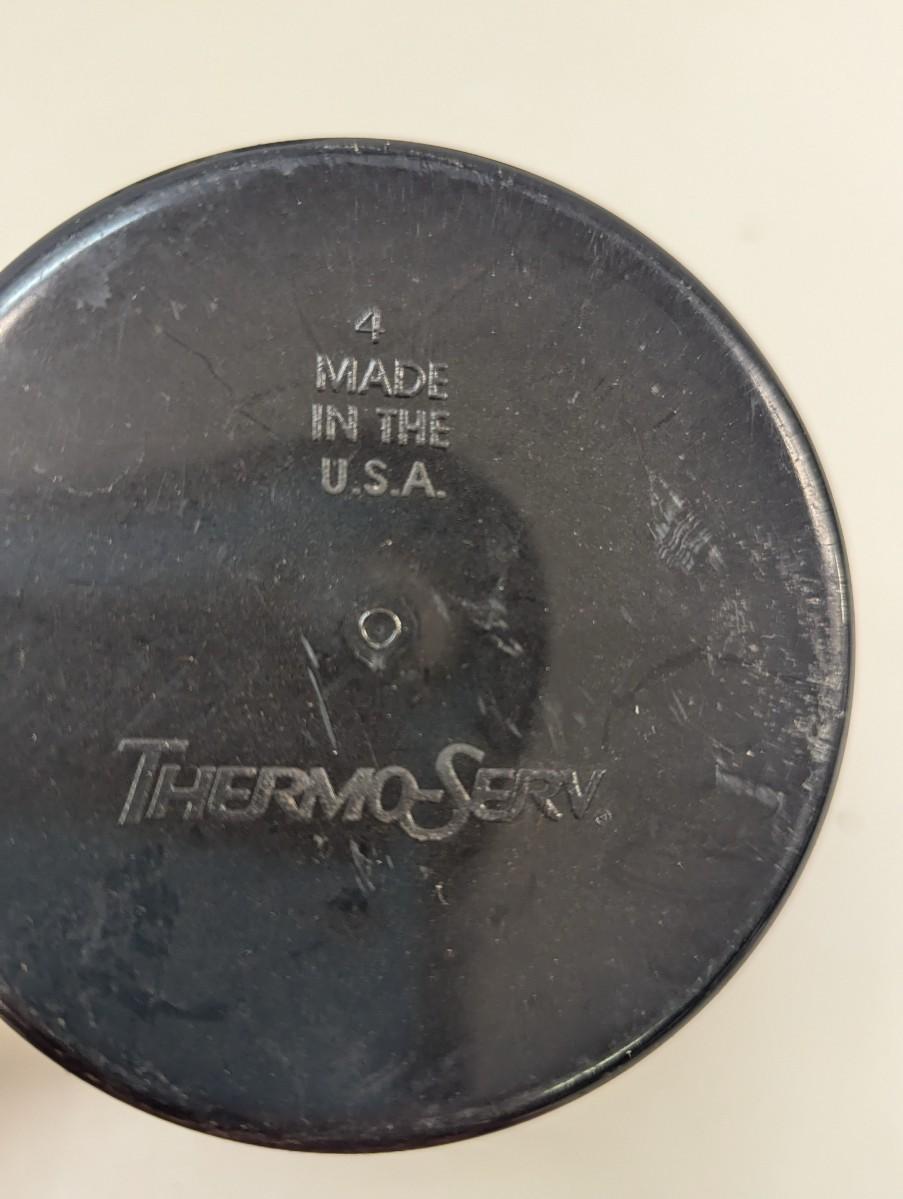 4
MADE
IN THE
U.S.A.
THERMO-SERV®